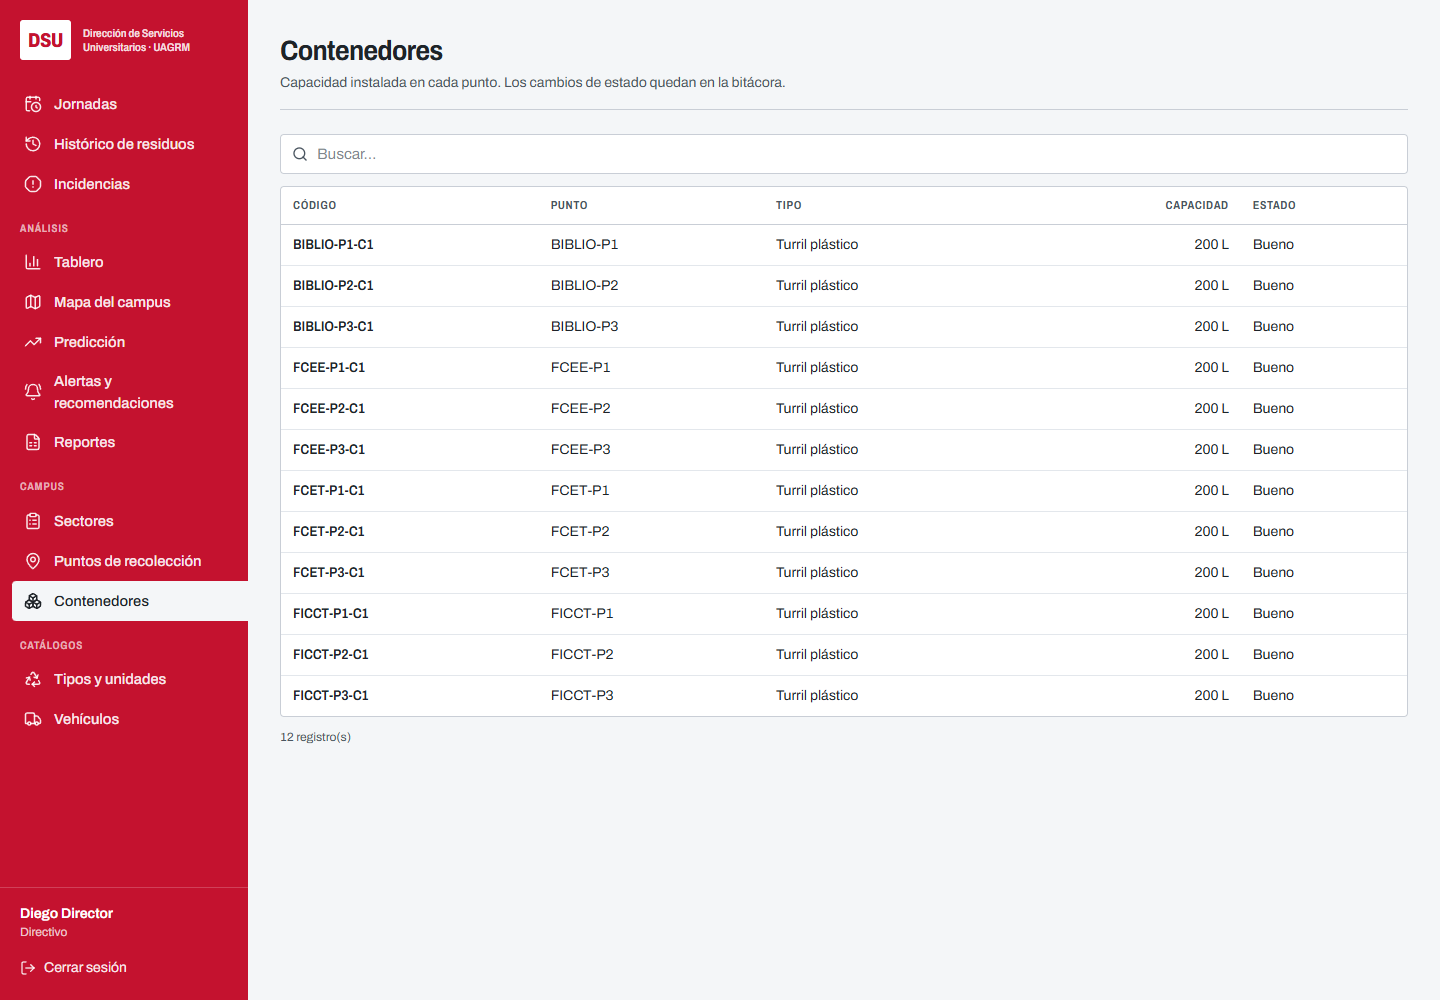 DSU
Dirección de Servicios
Universitarios · UAGRM
Jornadas
Histórico de residuos
Incidencias
ANÁLISIS
Tablero
Mapa del campus
Predicción
Alertas y
recomendaciones
Reportes
CAMPUS
Sectores
Puntos de recolección
Contenedores
CATÁLOGOS
Tipos y unidades
Vehículos
Diego Director
Directivo
Cerrar sesión
Contenedores
Capacidad instalada en cada punto. Los cambios de estado quedan en la bitácora.
Buscar...
CÓDIGO PUNTO TIPO CAPACIDAD ESTADO
BIBLIO-P1-C1 BIBLIO-P1 Turril plástico 200 L Bueno
BIBLIO-P2-C1 BIBLIO-P2 Turril plástico 200 L Bueno
BIBLIO-P3-C1 BIBLIO-P3 Turril plástico 200 L Bueno
FCEE-P1-C1 FCEE-P1 Turril plástico 200 L Bueno
FCEE-P2-C1 FCEE-P2 Turril plástico 200 L Bueno
FCEE-P3-C1 FCEE-P3 Turril plástico 200 L Bueno
FCET-P1-C1 FCET-P1 Turril plástico 200 L Bueno
FCET-P2-C1 FCET-P2 Turril plástico 200 L Bueno
FCET-P3-C1 FCET-P3 Turril plástico 200 L Bueno
FICCT-P1-C1 FICCT-P1 Turril plástico 200 L Bueno
FICCT-P2-C1 FICCT-P2 Turril plástico 200 L Bueno
FICCT-P3-C1 FICCT-P3 Turril plástico 200 L Bueno
12 registro(s)